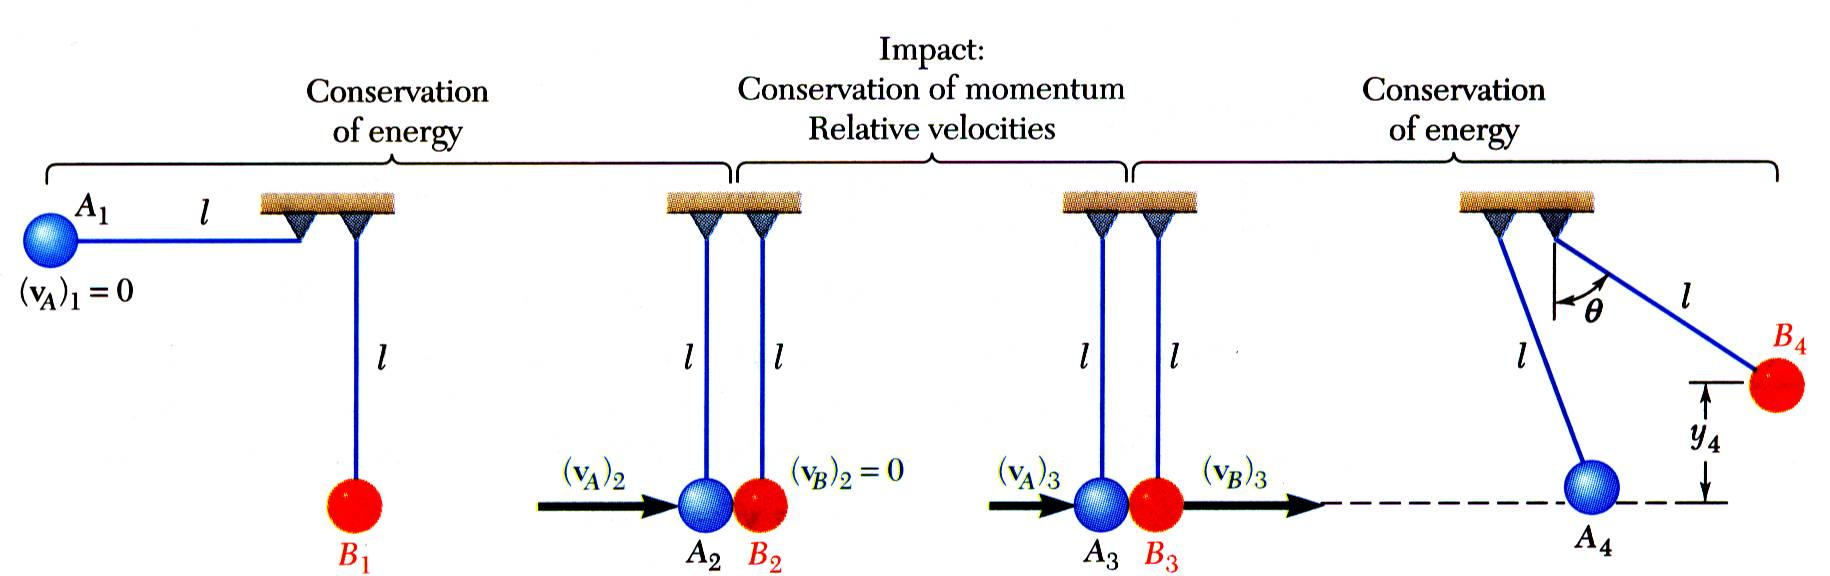 Impact:
Conservation
of energy
Conservation of momentum
Relative velocities
Conservation
of energy
A1
l
(vA)1 = 0
l
B1
l
l
(vA)2
(vB)2 = 0
A2
B2
l
l
(vA)3
(vB)3
A3
B3
θ
l
l
B4
y4
A4